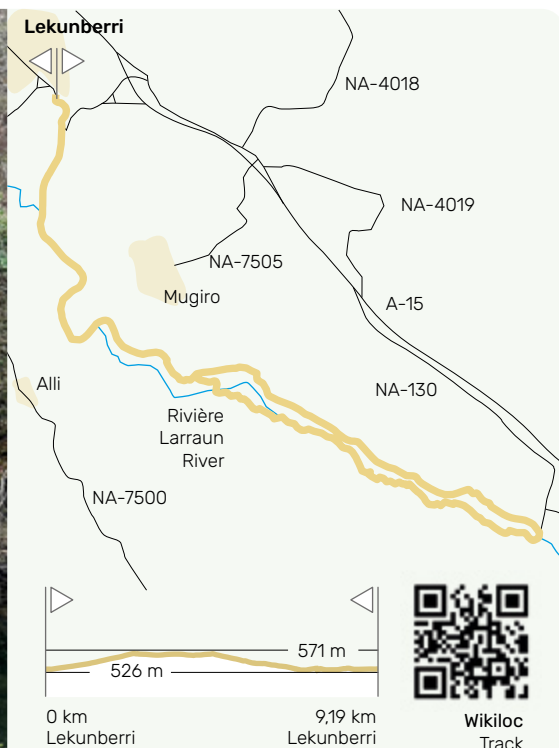 Lekunberri
NA-4018
NA-4019
NA-7505
Mugiro
A-15
NA-130
Alli
Rivière
Larraun
River
NA-7500
571 m
526 m
0 km
Lekunberri
9,19 km
Lekunberri
Wikiloc
Track